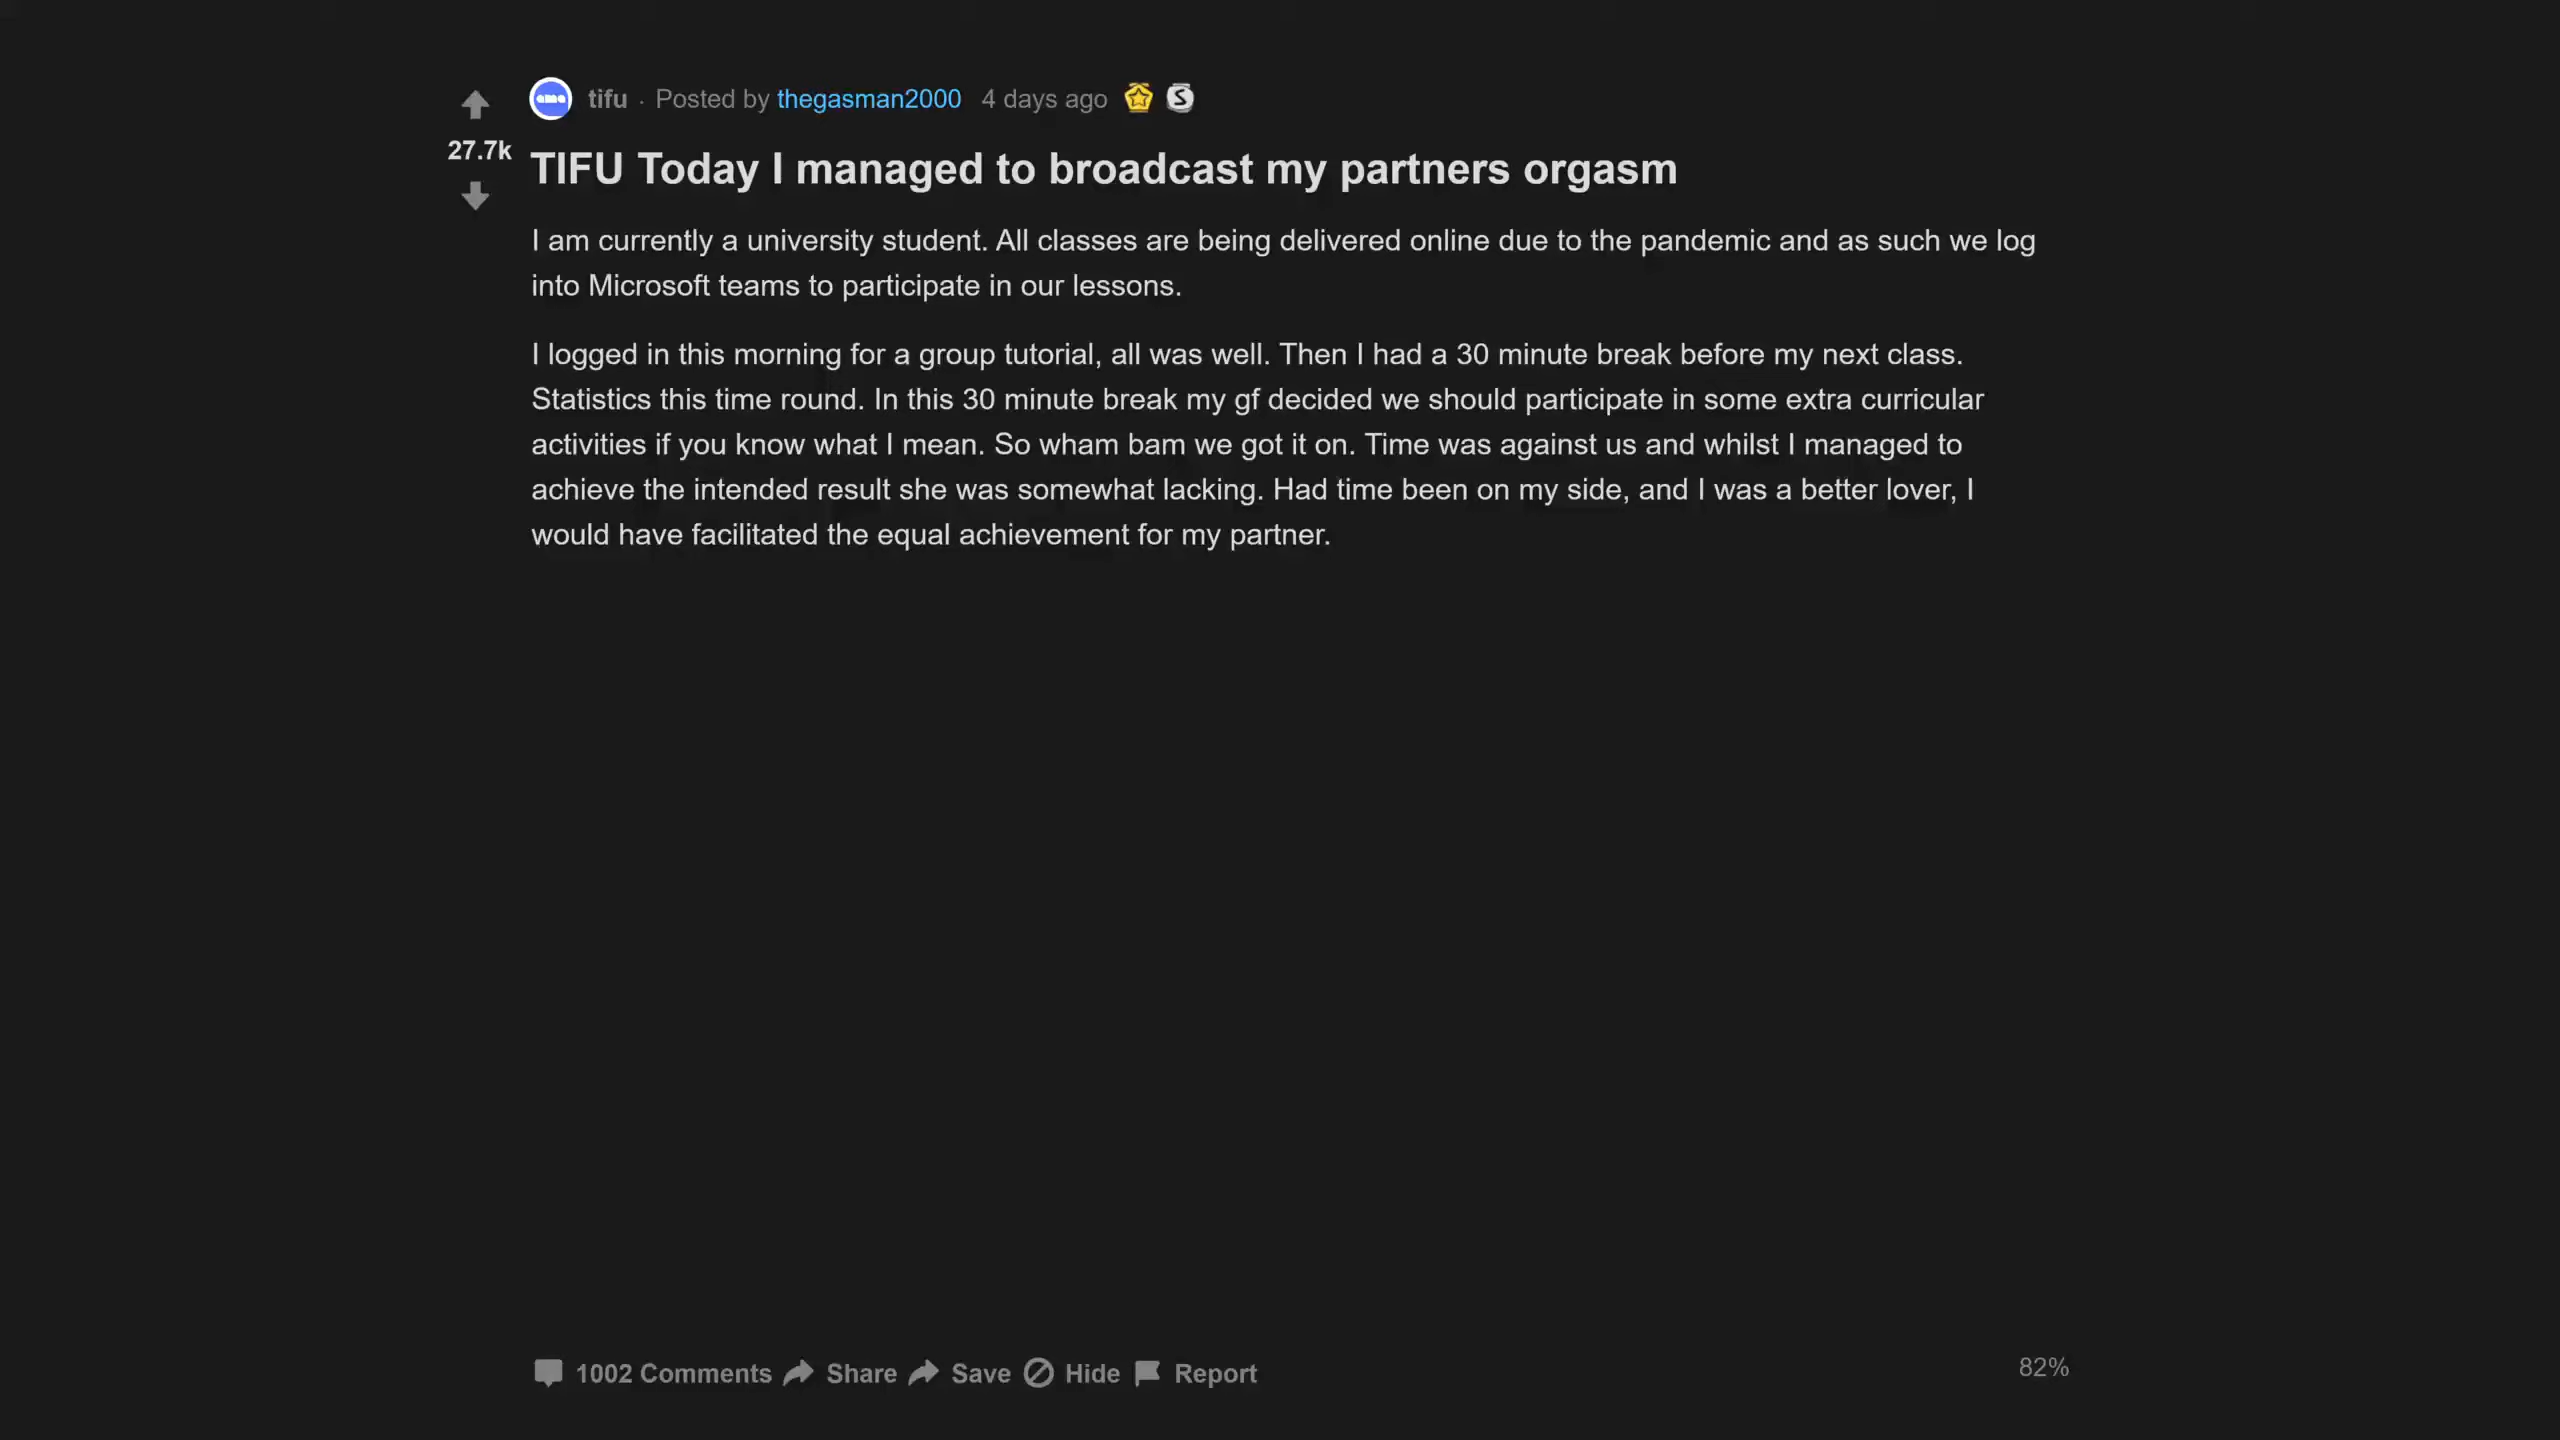 tifu · Posted by thegasman2000 4 days ago
27.7k
TIFU Today I managed to broadcast my partners orgasm
I am currently a university student. All classes are being delivered online due to the pandemic and as such we log
into Microsoft teams to participate in our lessons.
I logged in this morning for a group tutorial, all was well. Then I had a 30 minute break before my next class.
Statistics this time round. In this 30 minute break my gf decided we should participate in some extra curricular
activities if you know what I mean. So wham bam we got it on. Time was against us and whilst I managed to
achieve the intended result she was somewhat lacking. Had time been on my side, and I was a better lover, I
would have facilitated the equal achievement for my partner.
1002 Comments Share Save Hide Report
82%